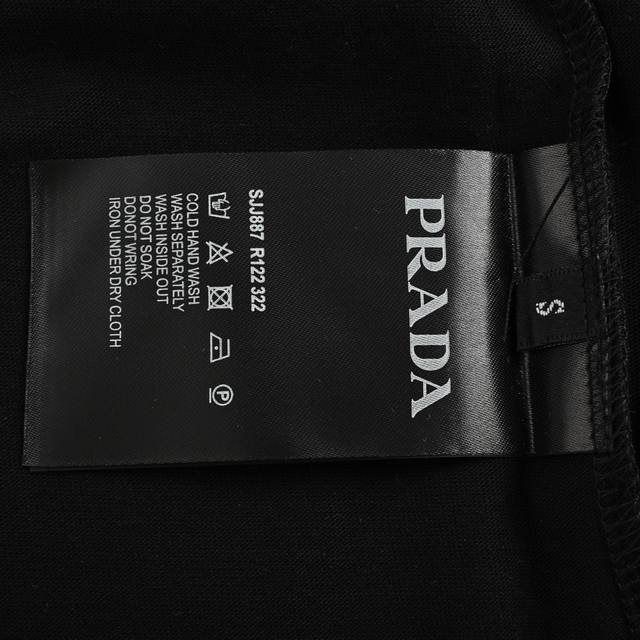 PRADA
S
SJJ887 R122 322
COLD HAND WASH
WASH SEPARATELY
WASH INSIDE OUT
DO NOT SOAK
DONOT WRING
IRON UNDER DRY CLOTH